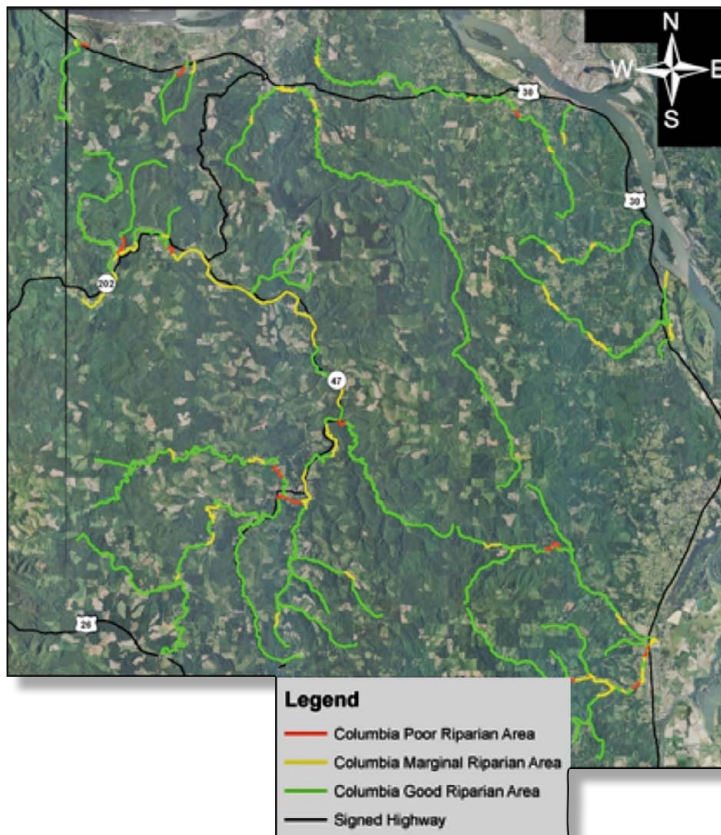 N
W E
S
30
30
202
47
26
Legend
Columbia Poor Riparian Area
Columbia Marginal Riparian Area
Columbia Good Riparian Area
Signed Highway